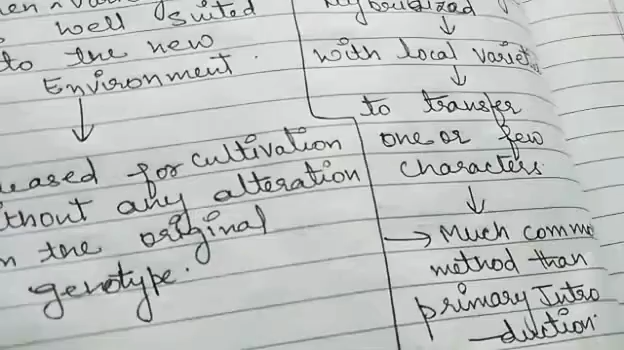 well suited
to the new
Environment.
for cultivation
any alteration
the original
genotype.
with local
to transfer
one or few
characters.
→ Much
method than
primary Intro
-duction.